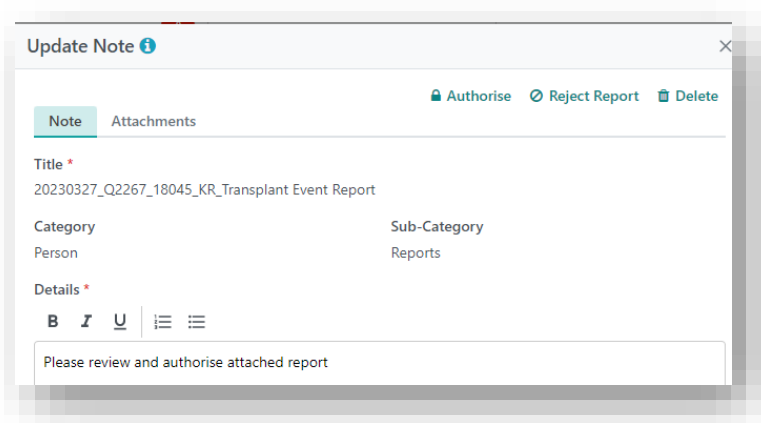 Update Note
Authorise Reject Report Delete
Note Attachments
Title *
20230327_Q2267_18045_KR_Transplant Event Report
Category Sub-Category
Person Reports
Details *
B I U
Please review and authorise attached report